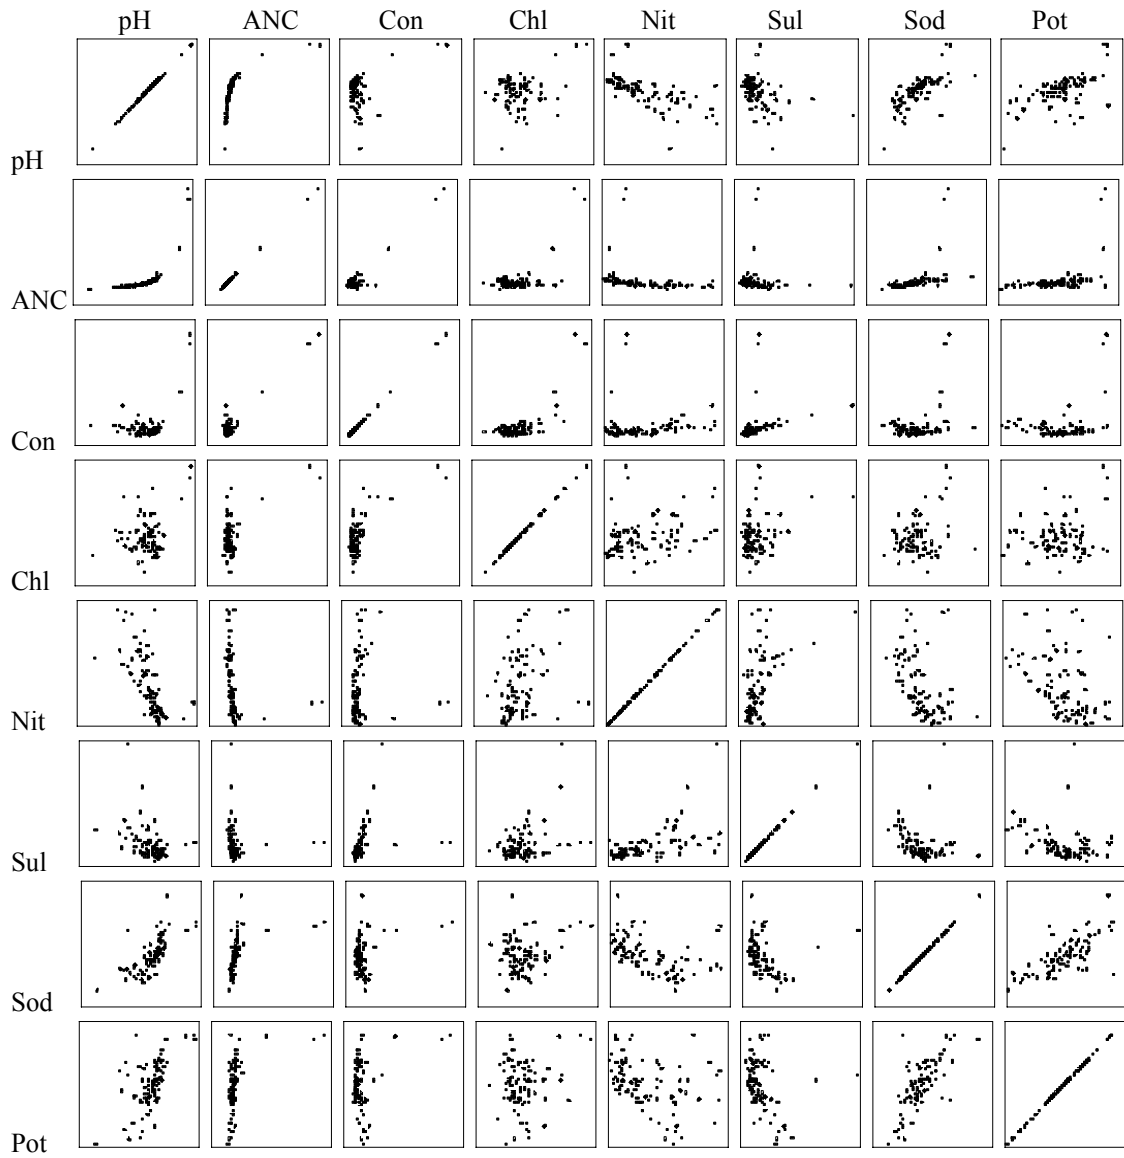 pH ANC Con Chl Nit Sul Sod Pot
pH
ANC
Con
Chl
Nit
Sul
Sod
Pot